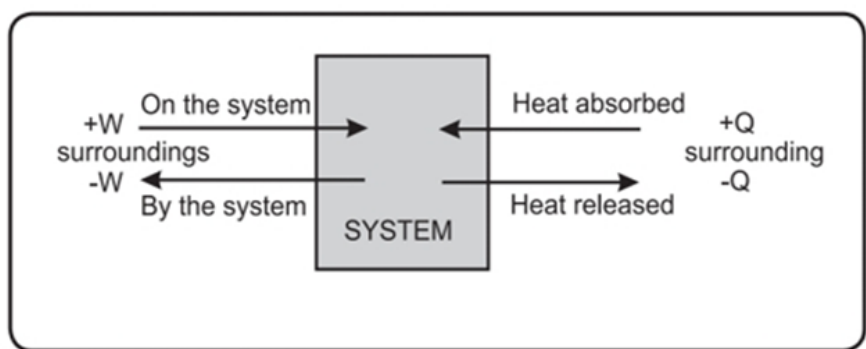 On the system
+W
surroundings
-W
By the system
SYSTEM
Heat absorbed
+Q
surrounding
-Q
Heat released